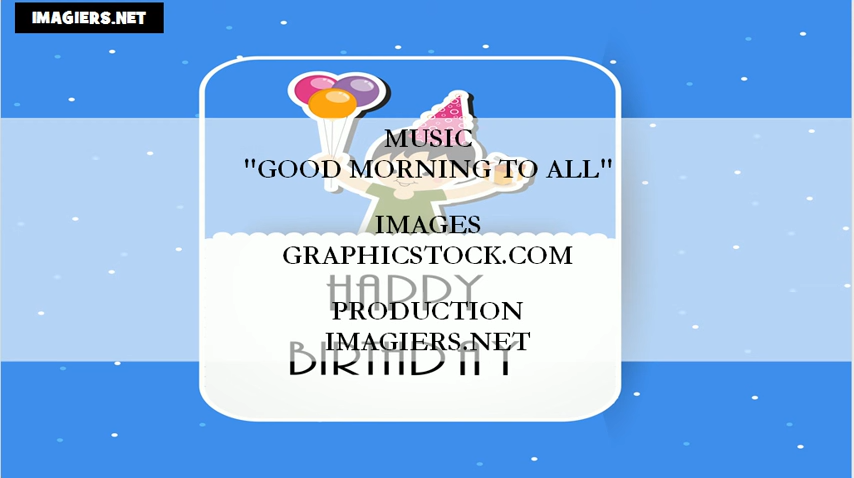 IMAGIERS.NET
MUSIC
"GOOD MORNING TO ALL"
IMAGES
GRAPHICSTOCK.COM
HAPPY
PRODUCTION
IMAGIERS.NET
BIRTHDAY